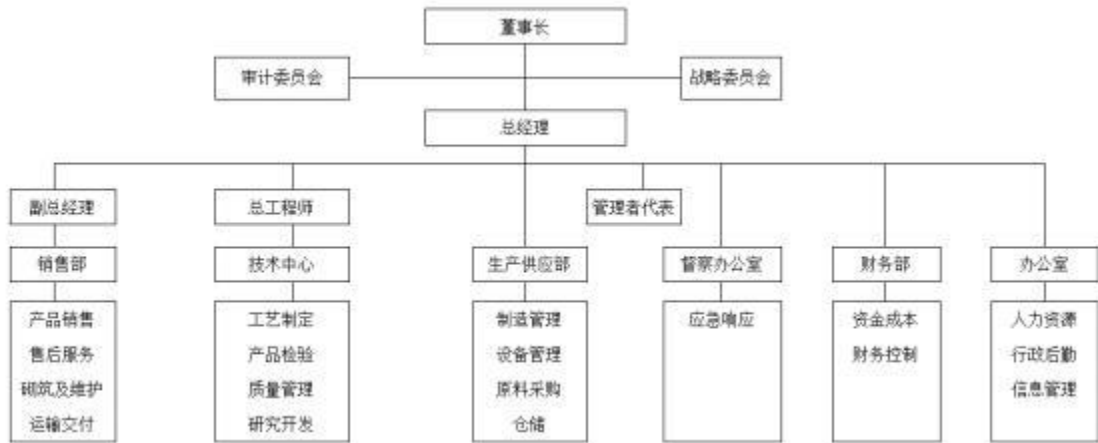 董事长
审计委员会
战略委员会
总经理
副总经理
总工程师
管理者代表
销售部
技术中心
生产供应部
督察办公室
财务部
办公室
产品销售
售后服务
砌筑及维护
运输交付
工艺制定
产品检验
质量管理
研究开发
制造管理
设备管理
原料采购
仓储
应急响应
资金成本
财务控制
人力资源
行政后勤
信息管理